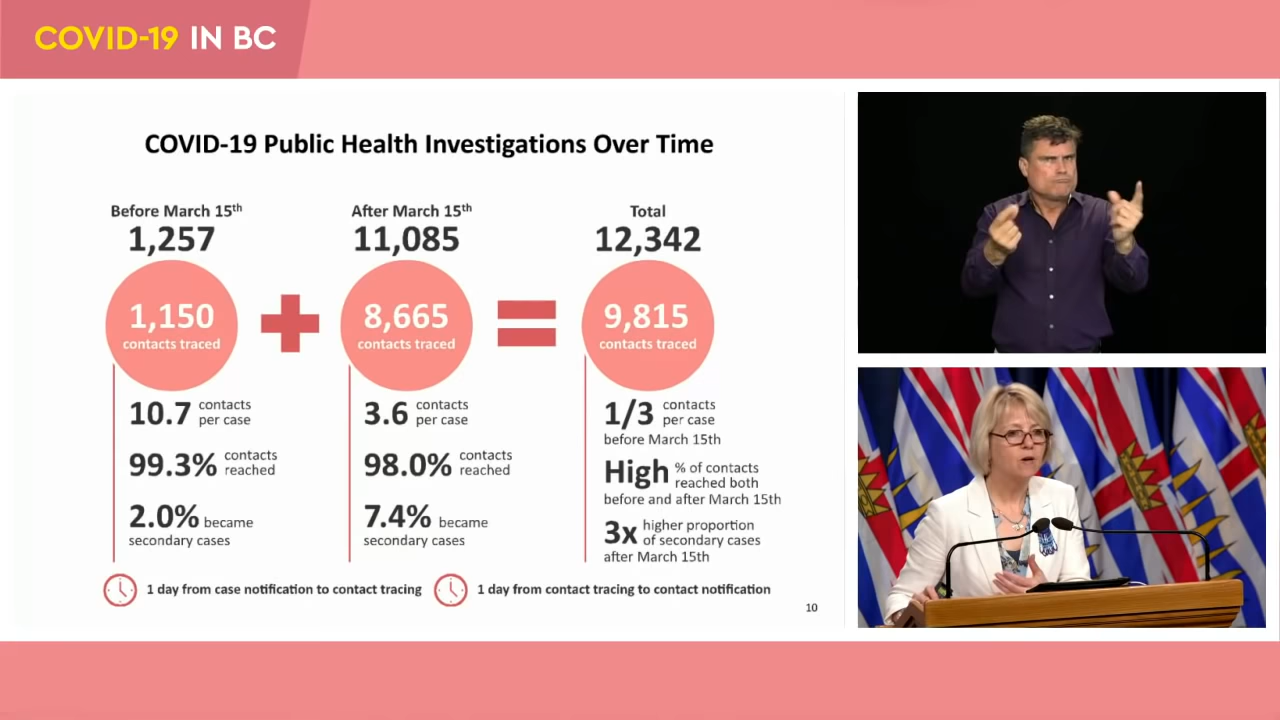 COVID-19 IN BC
COVID-19 Public Health Investigations Over Time
Before March 15th
1,257
1,150
contacts traced
10.7 contacts
per case
99.3% contacts
reached
2.0% became
secondary cases
After March 15th
11,085
8,665
contacts traced
3.6 contacts
per case
98.0% contacts
reached
7.4% became
secondary cases
Total
12,342
9,815
contacts traced
1/3 contacts
per case
before March 15th
High % of contacts
reached both
before and after March 15th
3x higher proportion
of secondary cases
after March 15th
1 day from case notification to contact tracing
1 day from contact tracing to contact notification
10